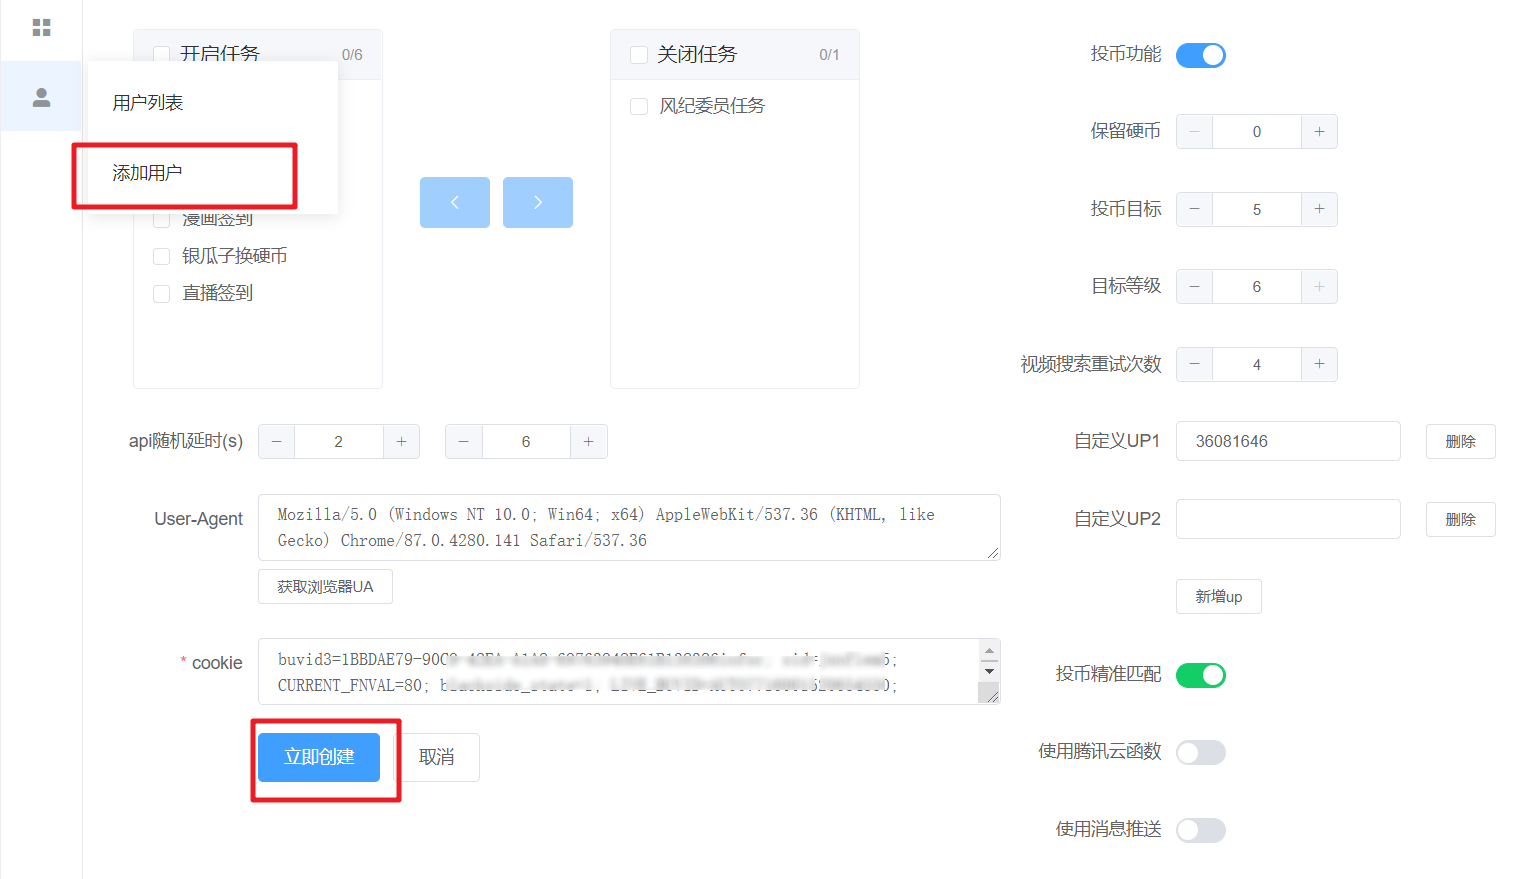 开启任务 0/6
用户列表
添加用户
漫画签到
银瓜子换硬币
直播签到
关闭任务 0/1
风纪委员任务
api随机延时(s) 2 6
User-Agent
Mozilla/5.0 (Windows NT 10.0; Win64; x64) AppleWebKit/537.36 (KHTML, like
Gecko) Chrome/87.0.4280.141 Safari/537.36
获取浏览器UA
* cookie
buvid3=1BBDAE79-90C
CURRENT_FNVAL=80;
立即创建 取消
投币功能
保留硬币 0
投币目标 5
目标等级 6
视频搜索重试次数 4
自定义UP1 36081646 删除
自定义UP2 删除
新增up
投币精准匹配
使用腾讯云函数
使用消息推送